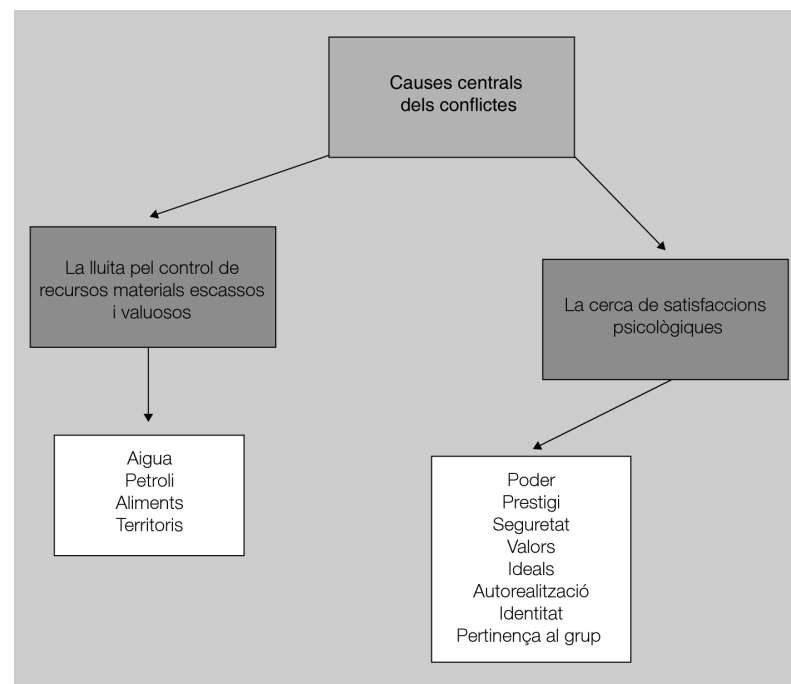 Causes centrals
dels conflictes
La lluita pel control de
recursos materials escassos
i valuosos
La cerca de satisfaccions
psicològiques
Aigua
Petroli
Aliments
Territoris
Poder
Prestigi
Seguretat
Valors
Ideals
Autorealització
Identitat
Pertinença al grup